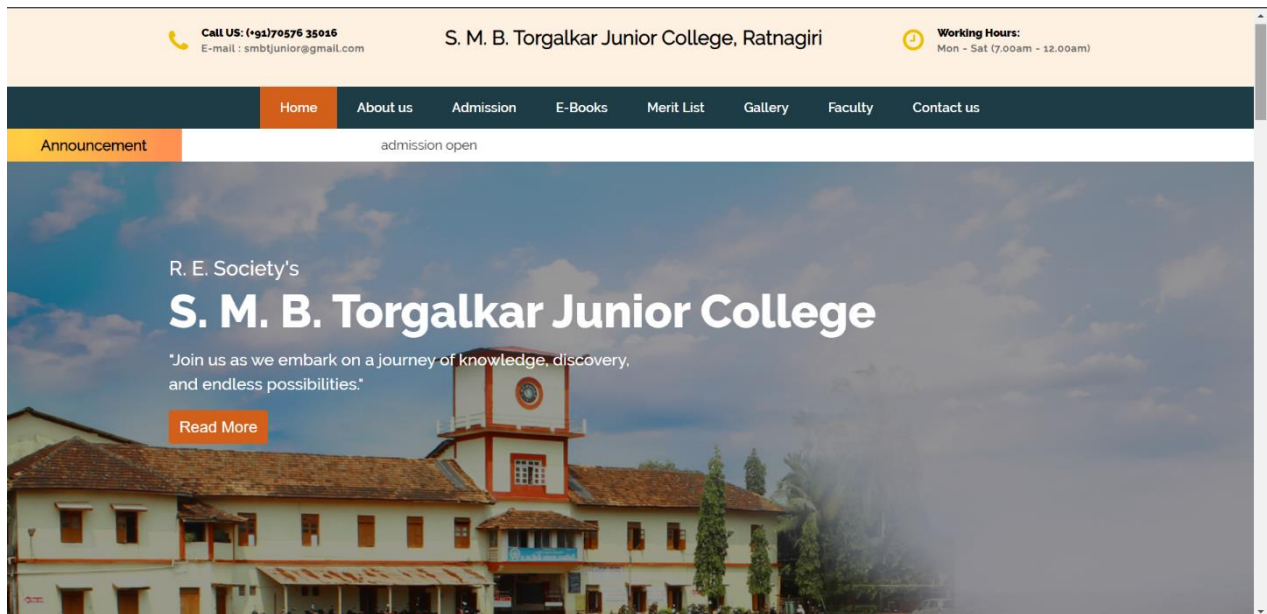 Call US: (+91)70576 35016
E-mail : smbtjunior@gmail.com
S. M. B. Torgalkar Junior College, Ratnagiri
Working Hours:
Mon - Sat (7.00am - 12.00am)
Home About us Admission E-Books Merit List Gallery Faculty Contact us
Announcement admission open
R. E. Society's
S. M. B. Torgalkar Junior College
"Join us as we embark on a journey of knowledge, discovery,
and endless possibilities."
Read More